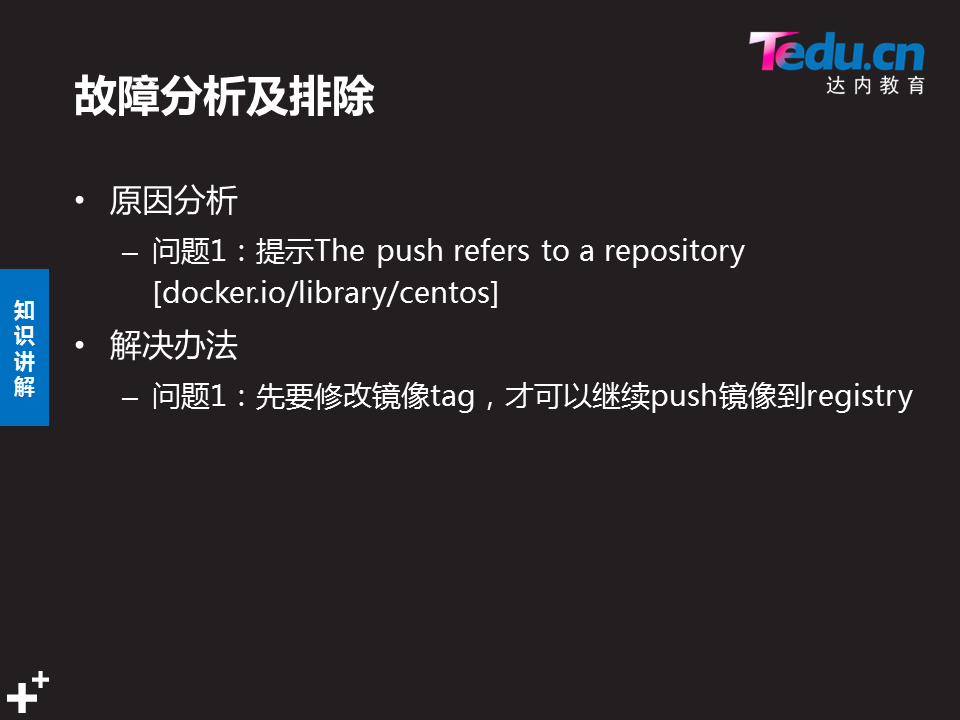 Tedu.cn
达内教育
故障分析及排除
• 原因分析
– 问题1：提示The push refers to a repository
[docker.io/library/centos]
• 解决办法
– 问题1：先要修改镜像tag，才可以继续push镜像到registry
知
识
讲
解